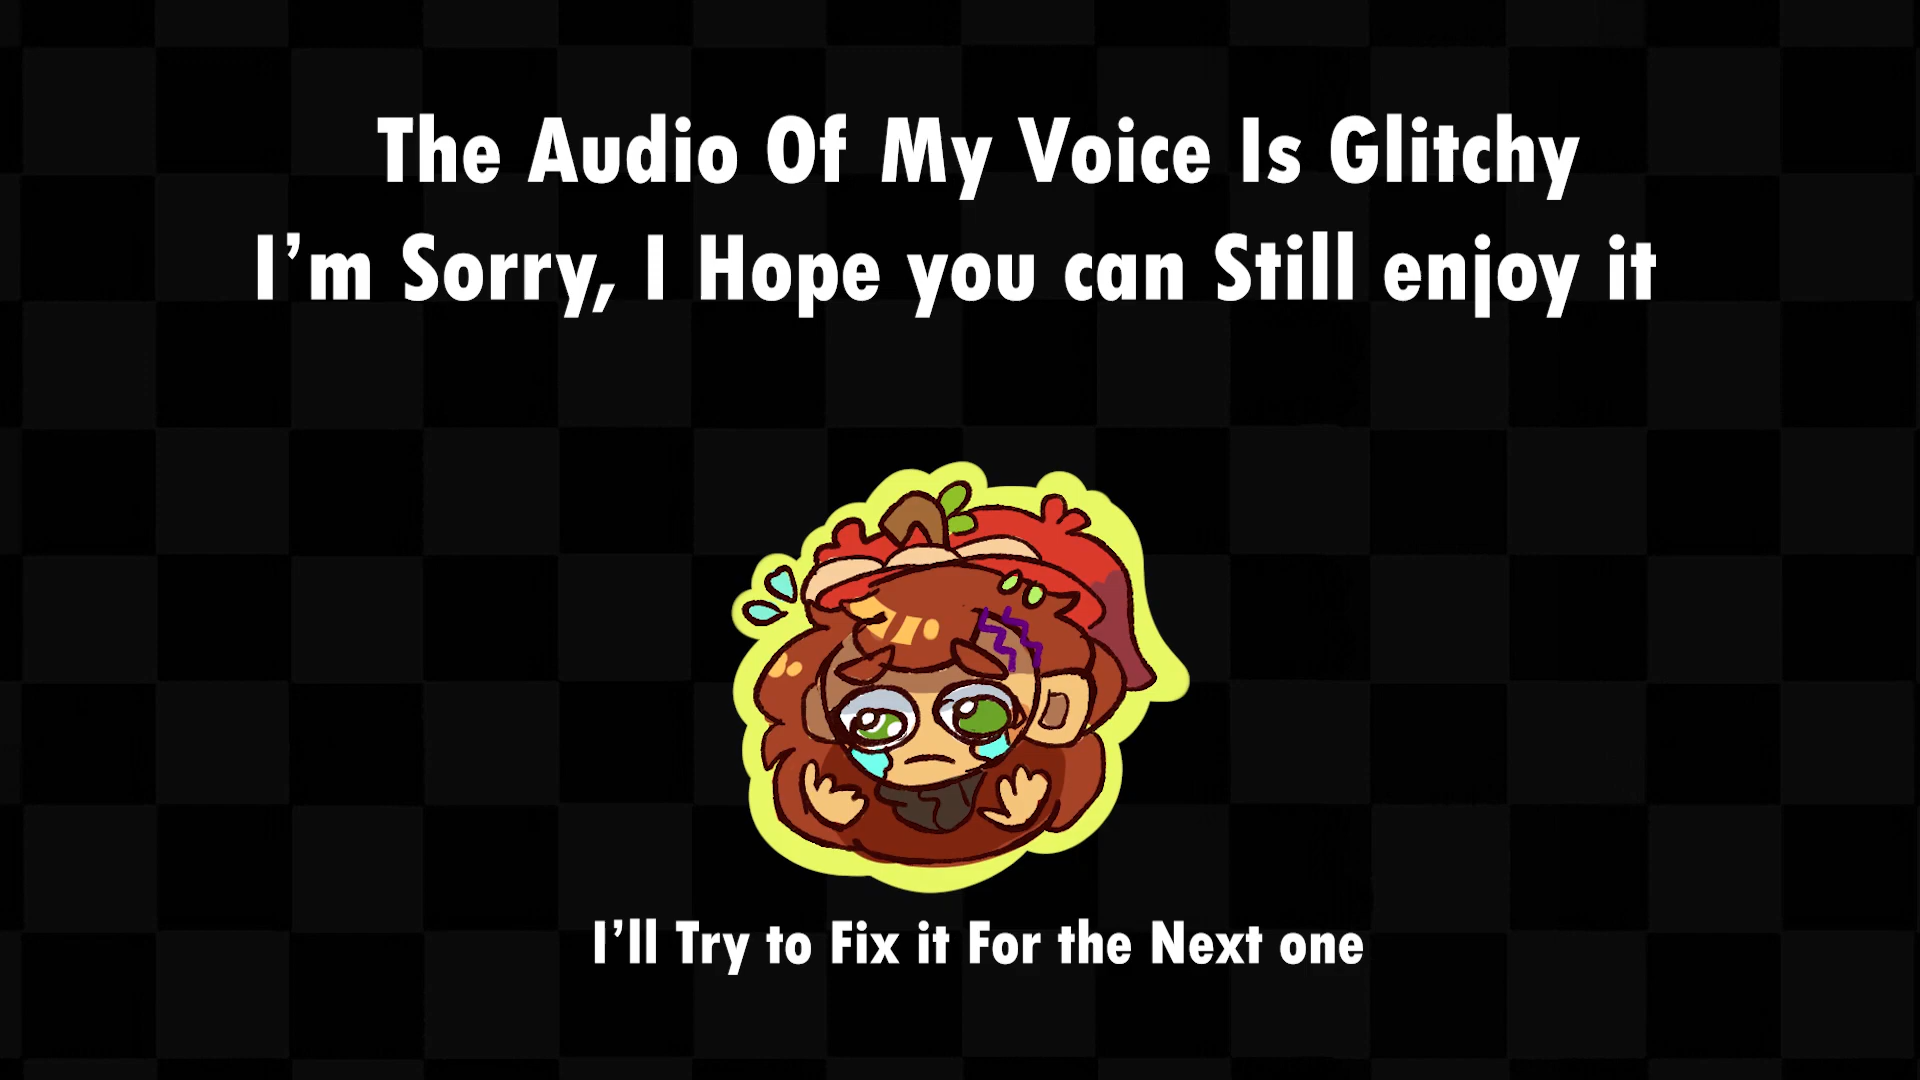 The Audio Of My Voice Is Glitchy
I’m Sorry, I Hope you can Still enjoy it
I’ll Try to Fix it For the Next one